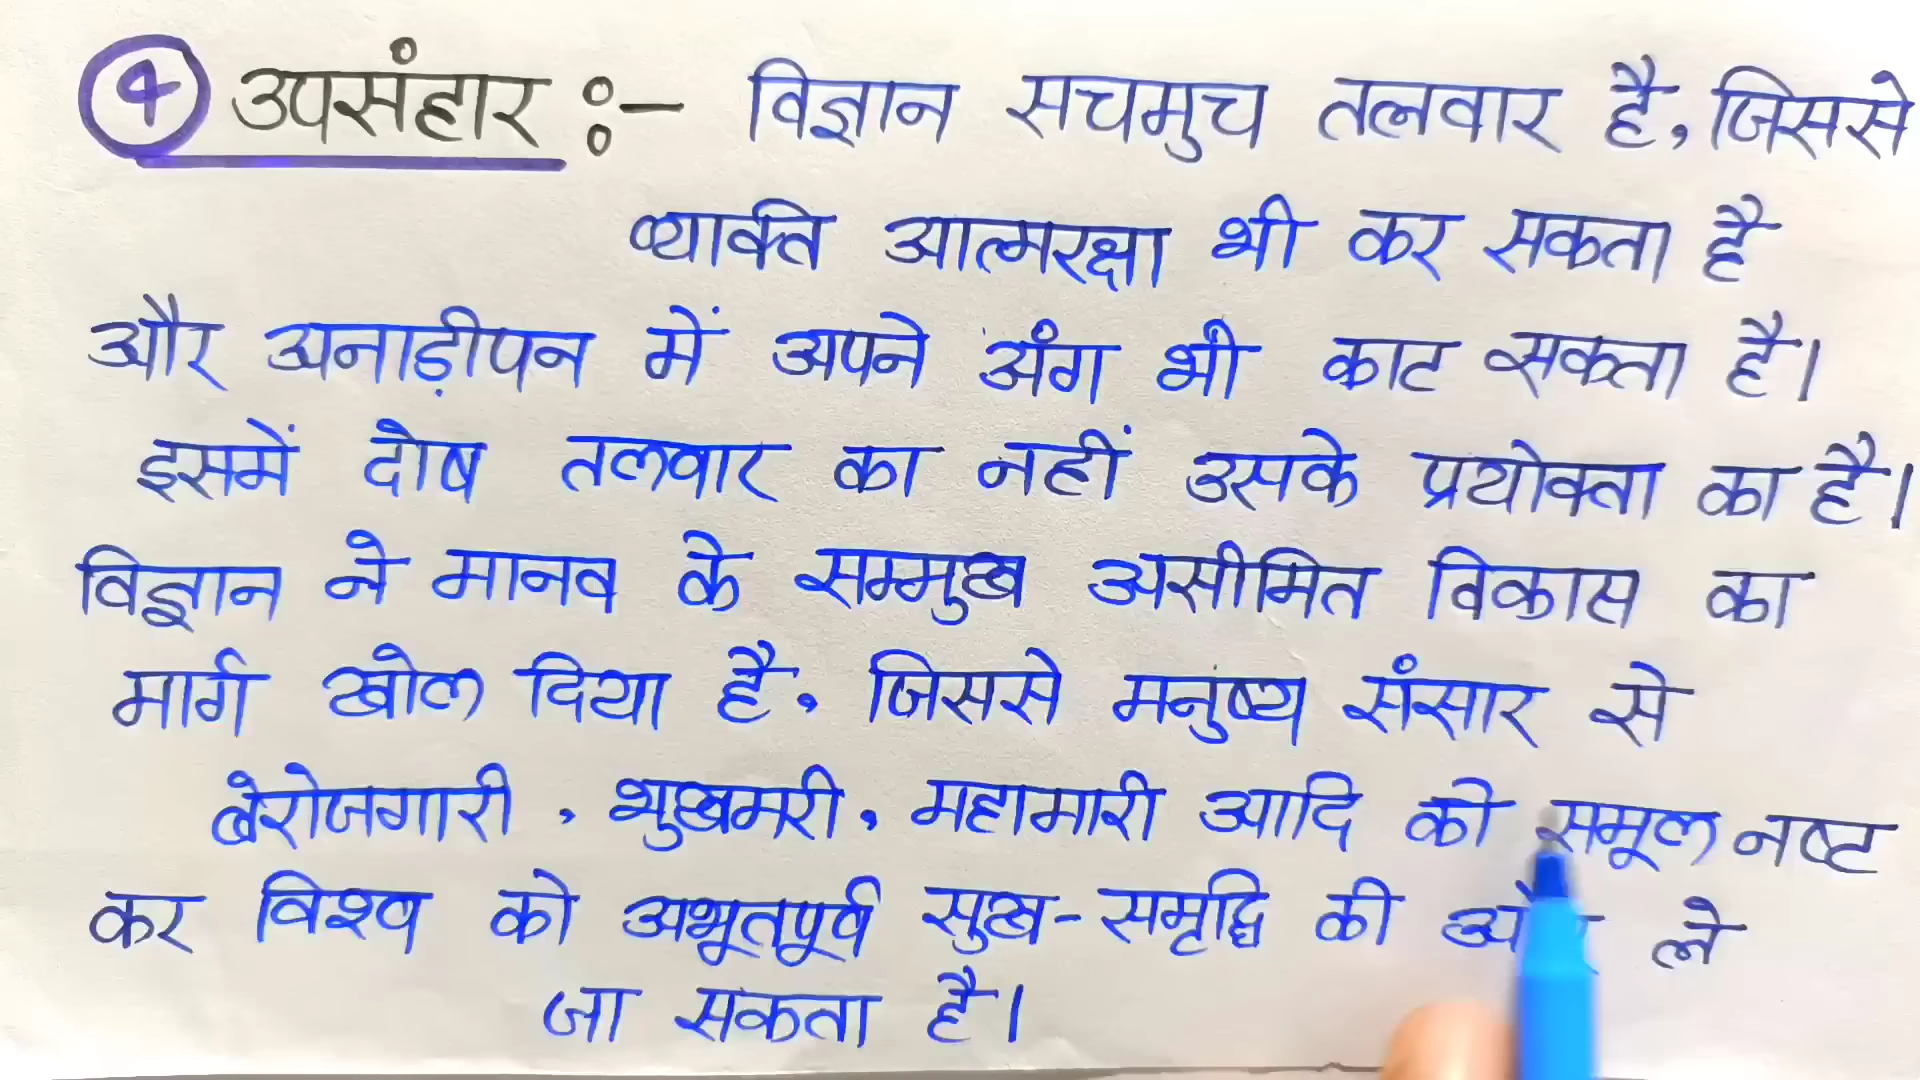 4 उपसंहार :- विज्ञान सचमुच तलवार है, जिससे
व्यक्ति आत्मरक्षा भी कर सकता है
और अनाड़ीपन में अपने अंग भी काट सकता है।
इसमें दोष तलवार का नहीं उसके प्रयोक्ता का है।
विज्ञान ने मानव के सम्मुख असीमित विकास का
मार्ग खोल दिया है, जिससे मनुष्य संसार से
बेरोजगारी, भुखमरी, महामारी आदि को समूल नष्ट
कर विश्व को अभूतपूर्व सुख-समृद्धि की ले
जा सकता है।